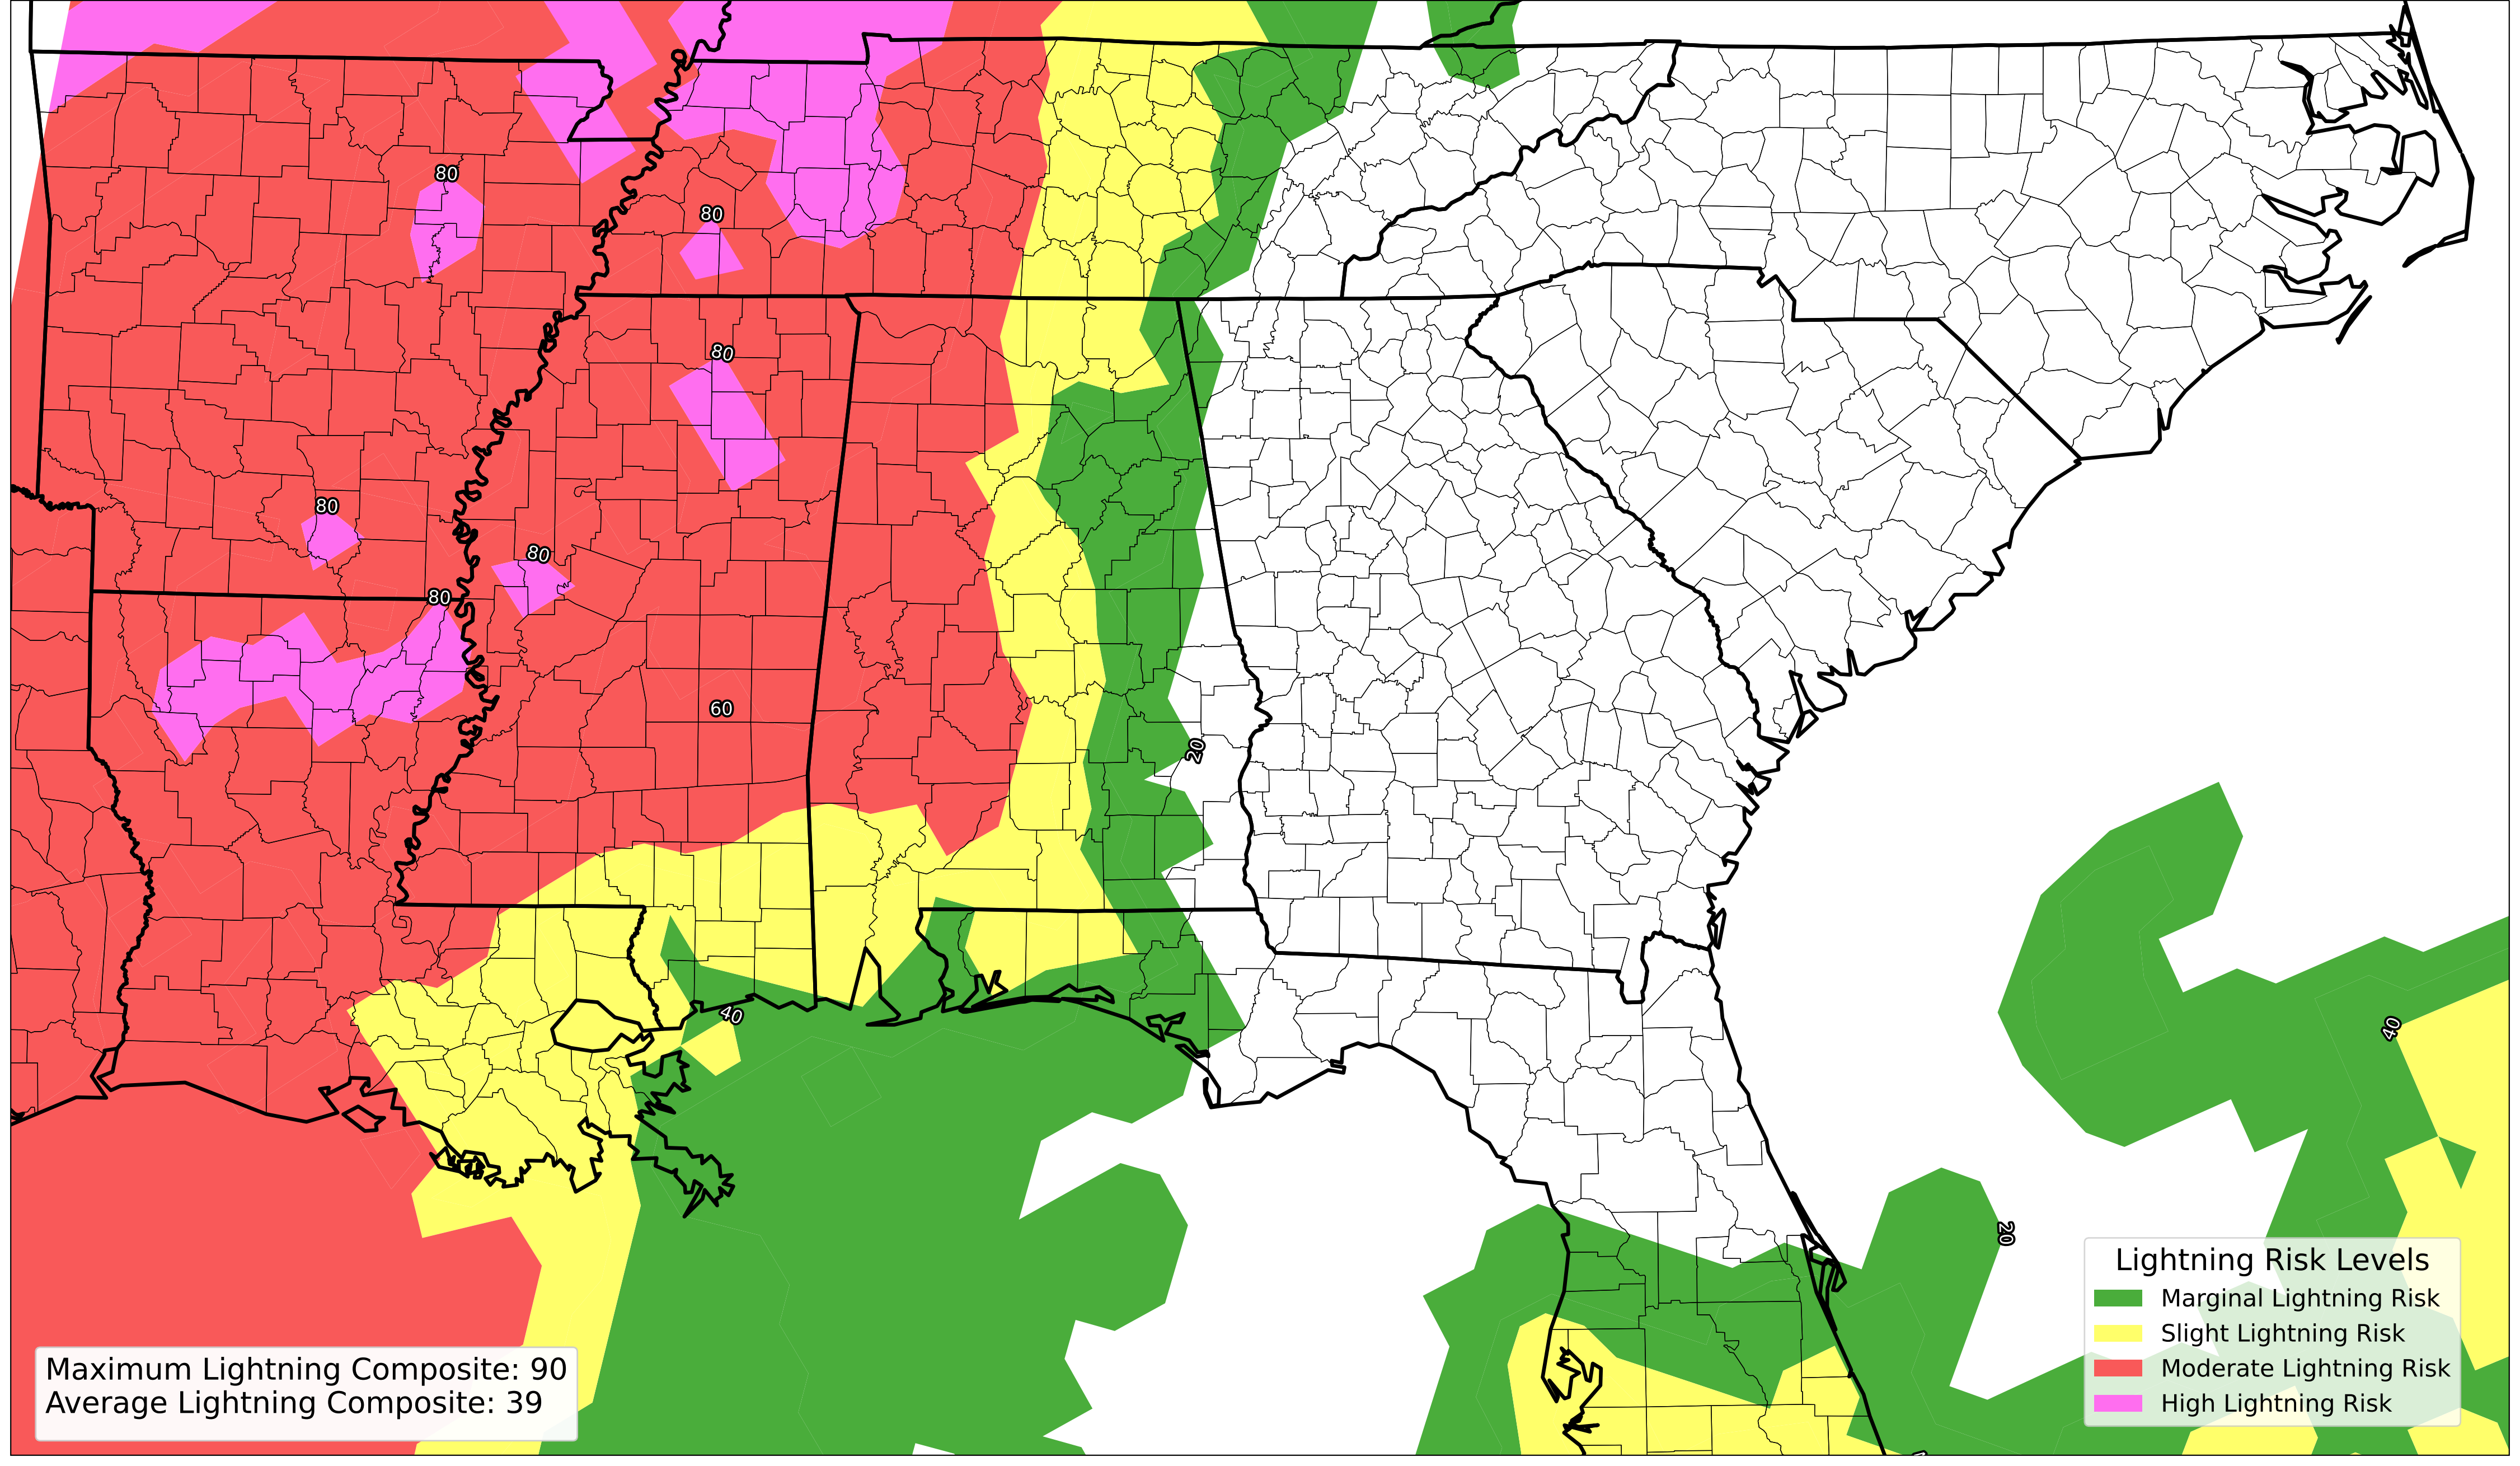 80
80
80
80
80
80
60
20
40
40
20
Lightning Risk Levels
Marginal Lightning Risk
Slight Lightning Risk
Moderate Lightning Risk
High Lightning Risk
Maximum Lightning Composite: 90
Average Lightning Composite: 39